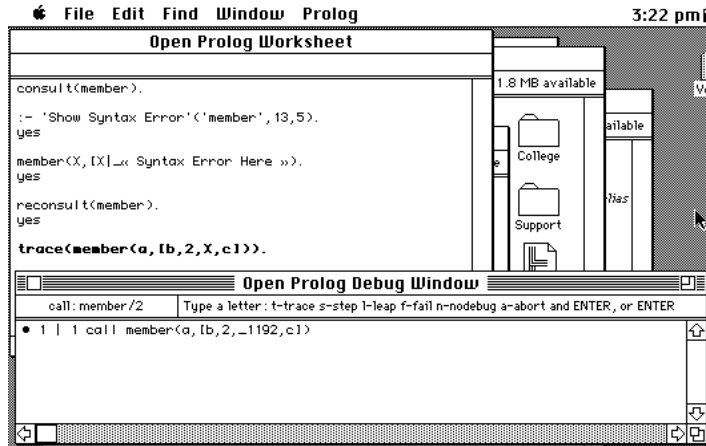 File Edit Find Window Prolog 3:22 pm
Open Prolog Worksheet
consult(member).
:- 'Show Syntax Error'('member',13,5).
yes
member(X,[X|_« Syntax Error Here »).
yes
reconsult(member).
yes
trace(member(a,[b,2,X,c])).
1.8 MB available
College
Support
Open Prolog Debug Window
call: member/2 Type a letter: t-trace s-step l-leap f-fail n-nodebug a-abort and ENTER, or ENTER
• 1 | 1 call member(a,[b,2,_1192,c])